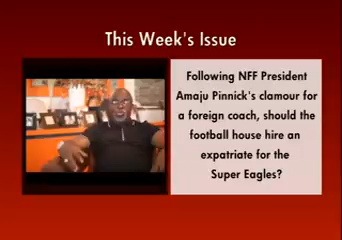 This Week's Issue
Following NFF President
Amaju Pinnick's clamour for
a foreign coach, should the
football house hire an
expatriate for the
Super Eagles?